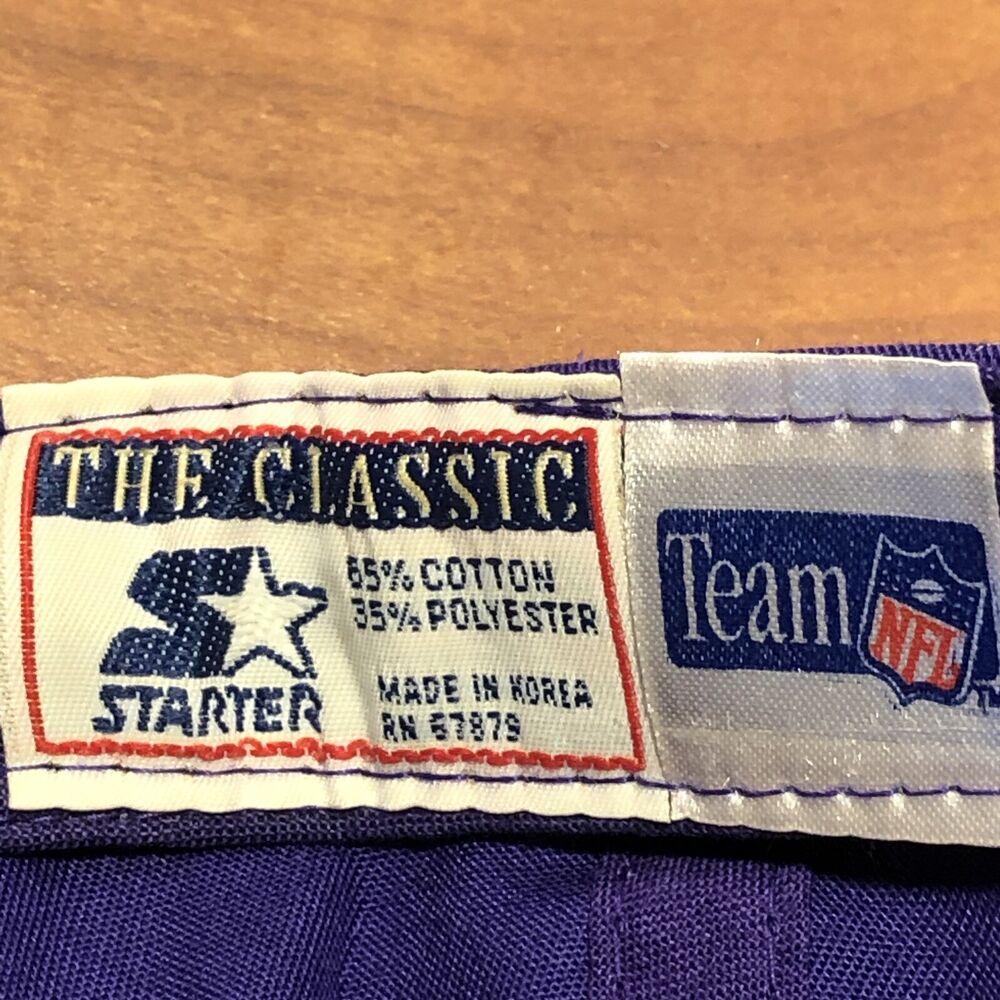 THE CLASSIC
STARTER
65% COTTON
35% POLYESTER
MADE IN KOREA
RN 67879
Team NFL